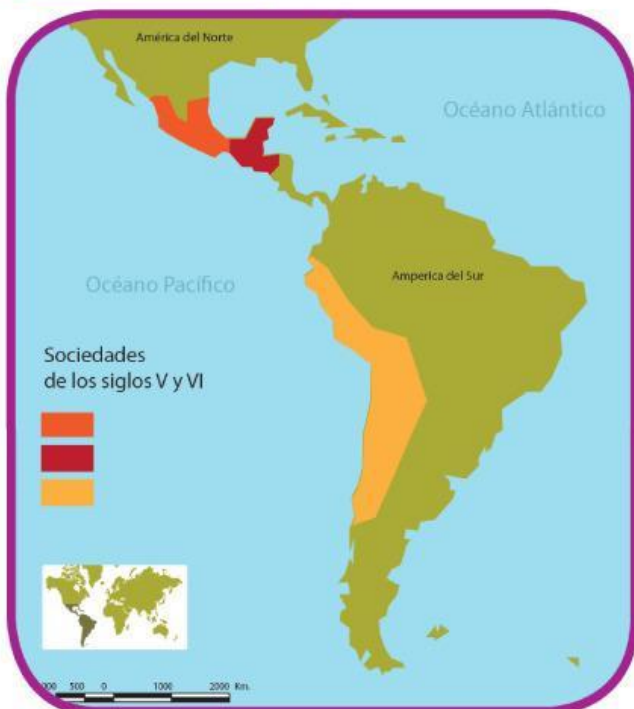 América del Norte
Océano Atlántico
Océano Pacífico
Amperica del Sur
Sociedades
de los siglos V y VI
500 0 1000 2000 Km.